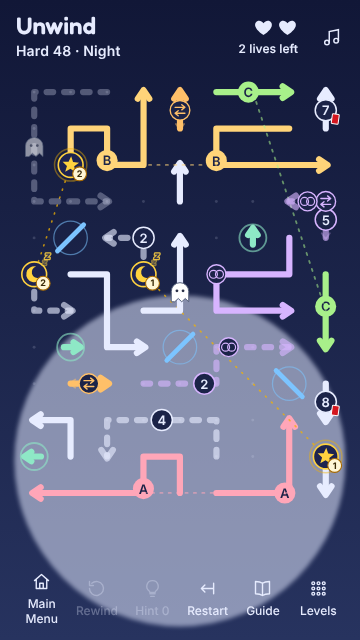 Unwind
Hard 48 · Night
2 lives left
C
7
2
B
B
5
2
2
1
C
2
8
4
1
A
A
Main
Menu
Rewind
Hint 0
Restart
Guide
Levels